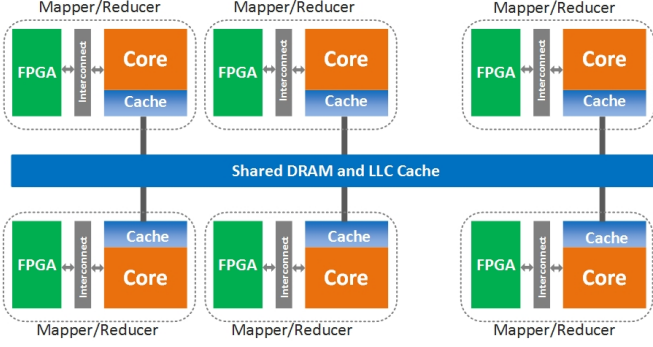 Mapper/Reducer
Mapper/Reducer
Mapper/Reducer
FPGA
Interconnect
Core
Cache
FPGA
Interconnect
Core
Cache
FPGA
Interconnect
Core
Cache
Shared DRAM and LLC Cache
FPGA
Interconnect
Cache
Core
FPGA
Interconnect
Cache
Core
FPGA
Interconnect
Cache
Core
Mapper/Reducer
Mapper/Reducer
Mapper/Reducer